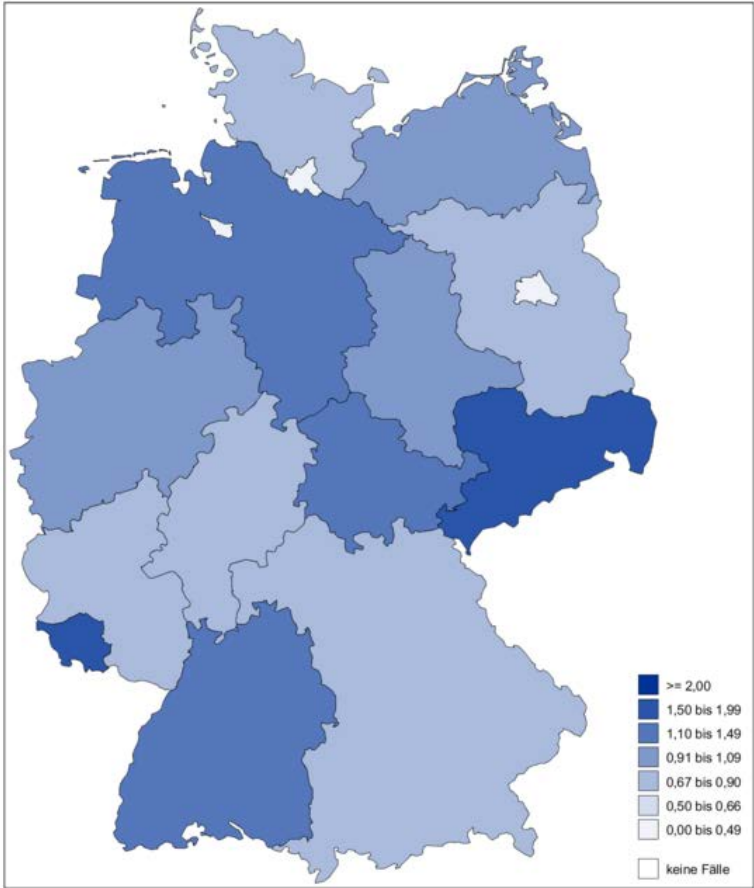 >= 2,00
1,50 bis 1,99
1,10 bis 1,49
0,91 bis 1,09
0,67 bis 0,90
0,50 bis 0,66
0,00 bis 0,49
keine Fälle